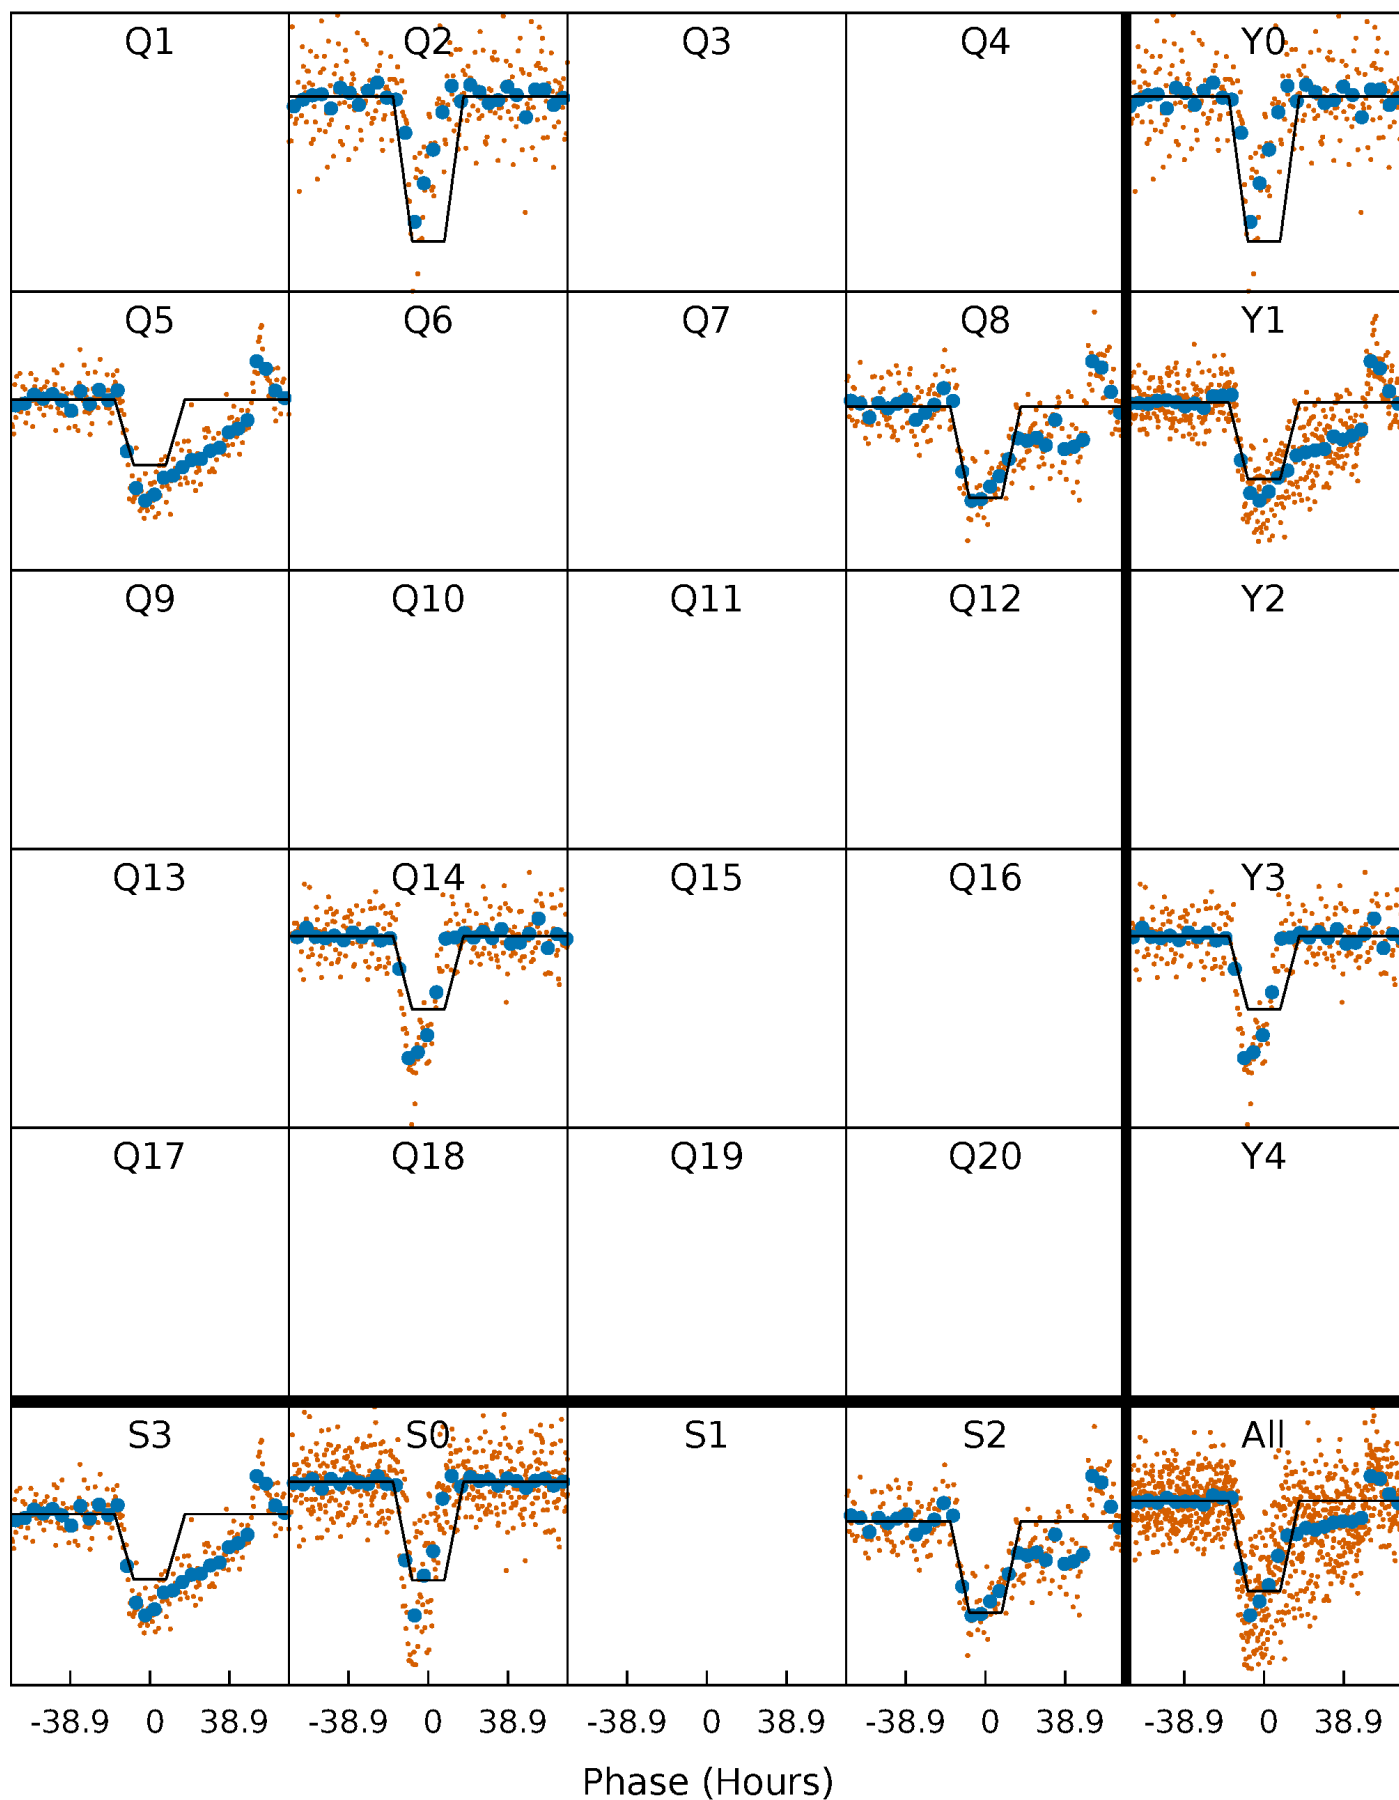 Q1 Q2 Q3 Q4 Y0
Q5 Q6 Q7 Q8 Y1
Q9 Q10 Q11 Q12 Y2
Q13 Q14 Q15 Q16 Y3
Q17 Q18 Q19 Q20 Y4
S3 S0 S1 S2 All
-38.9 0 38.9 -38.9 0 38.9 -38.9 0 38.9 -38.9 0 38.9 -38.9 0 38.9
Phase (Hours)